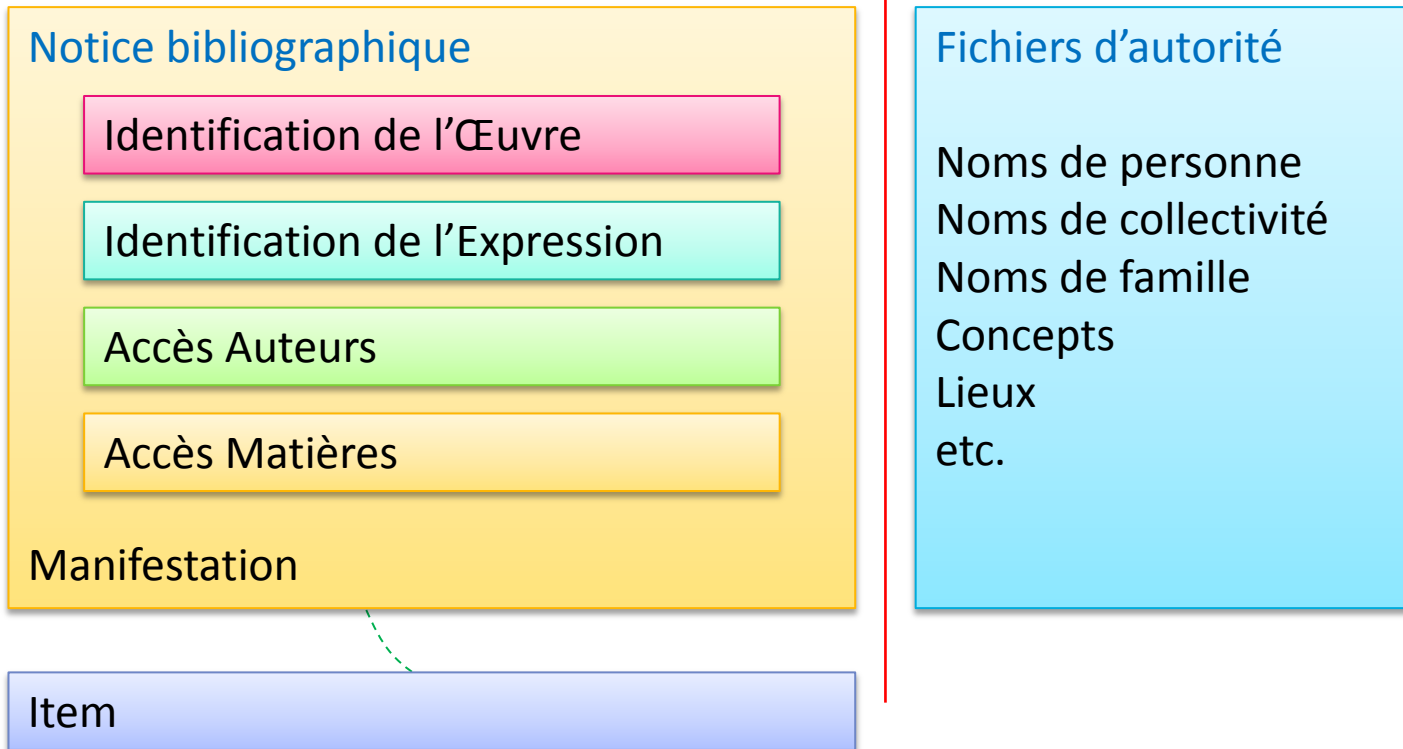 Notice bibliographique
Identification de l’Œuvre
Identification de l’Expression
Accès Auteurs
Accès Matières
Manifestation
Item
Fichiers d’autorité
Noms de personne
Noms de collectivité
Noms de famille
Concepts
Lieux
etc.